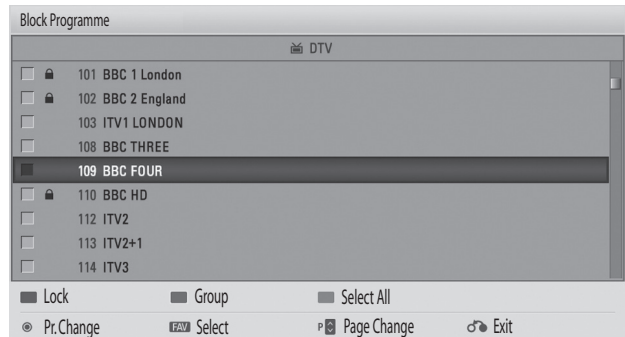 Block Programme
DTV
101 BBC 1 London
102 BBC 2 England
103 ITV1 LONDON
108 BBC THREE
109 BBC FOUR
110 BBC HD
112 ITV2
113 ITV2+1
114 ITV3
Lock Group Select All
Pr.Change FAV Select P Page Change Exit